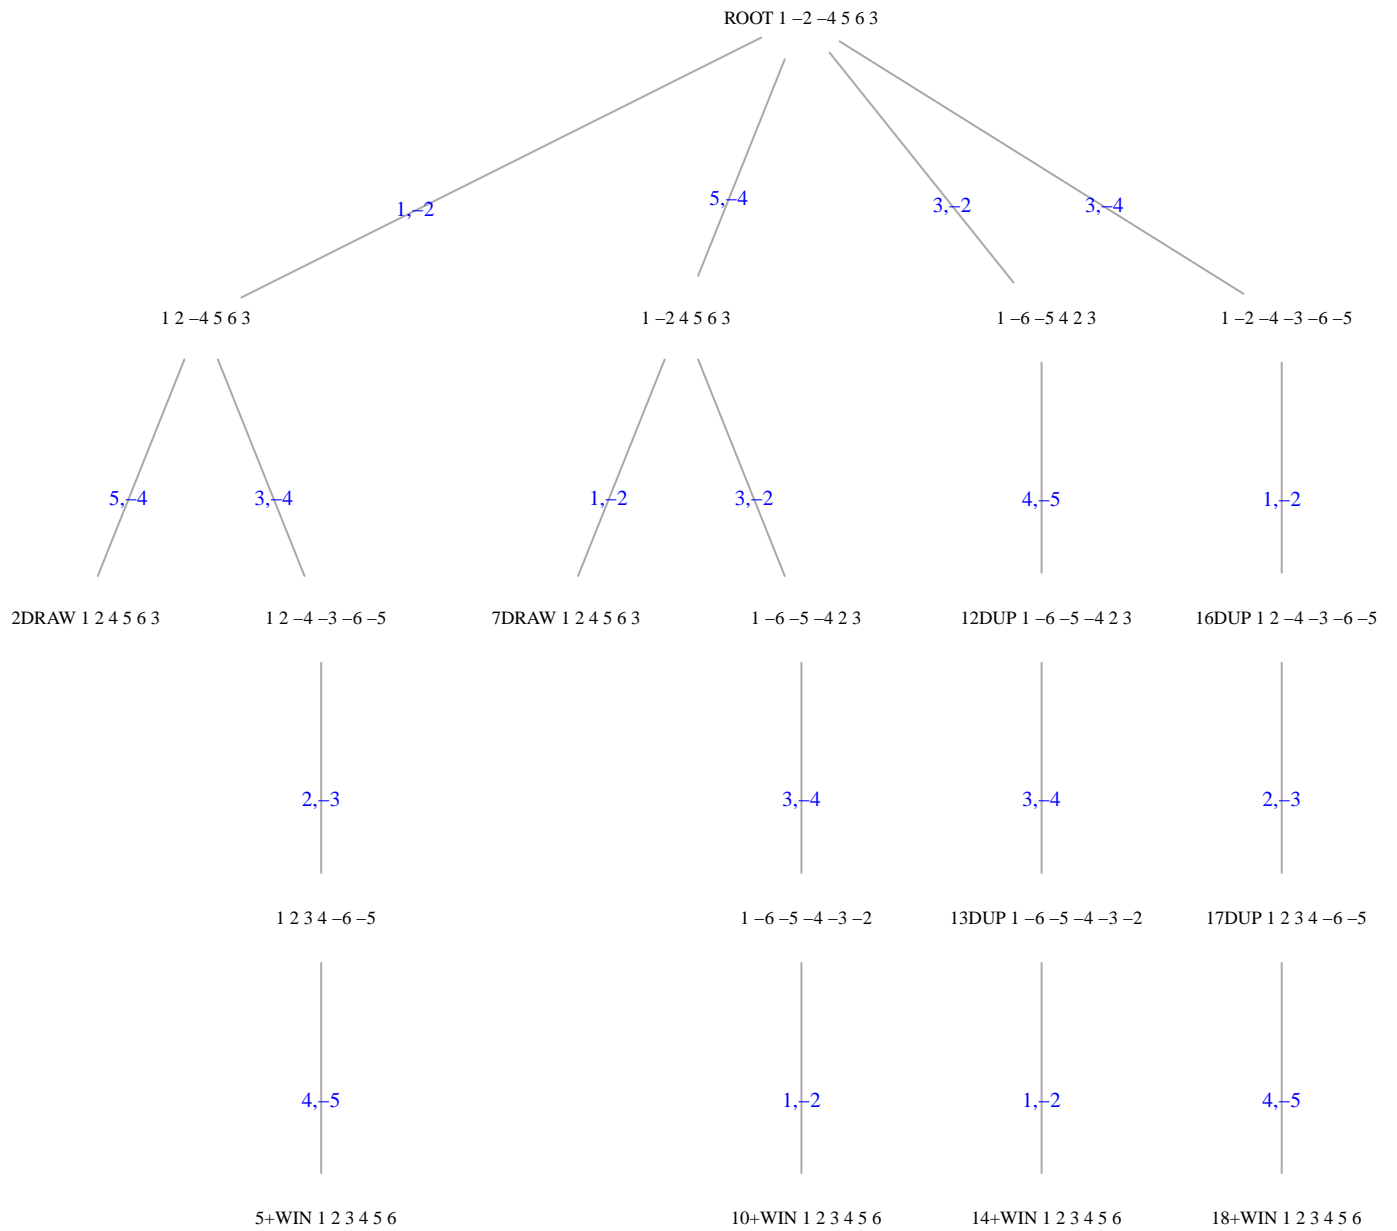 ROOT 1 –2 –4 5 6 3
1,–2
5,–4
3,–2
3,–4
1 2 –4 5 6 3
1 –2 4 5 6 3
1 –6 –5 4 2 3
1 –2 –4 –3 –6 –5
5,–4
3,–4
1,–2
3,–2
4,–5
1,–2
2DRAW 1 2 4 5 6 3
1 2 –4 –3 –6 –5
7DRAW 1 2 4 5 6 3
1 –6 –5 –4 2 3
12DUP 1 –6 –5 –4 2 3
16DUP 1 2 –4 –3 –6 –5
2,–3
3,–4
3,–4
2,–3
1 2 3 4 –6 –5
1 –6 –5 –4 –3 –2
13DUP 1 –6 –5 –4 –3 –2
17DUP 1 2 3 4 –6 –5
4,–5
1,–2
1,–2
4,–5
5+WIN 1 2 3 4 5 6
10+WIN 1 2 3 4 5 6
14+WIN 1 2 3 4 5 6
18+WIN 1 2 3 4 5 6